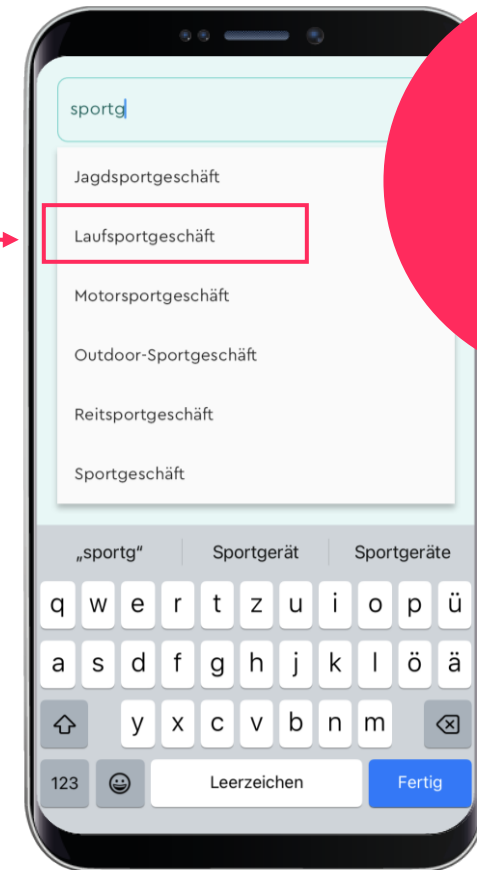 sportg
Jagdsportgeschäft
Laufsportgeschäft
Motorsportgeschäft
Outdoor-Sportgeschäft
Reitsportgeschäft
Sportgeschäft
„sportg“ Sportgerät Sportgeräte
q w e r t z u i o p ü
a s d f g h j k l ö ä
y x c v b n m
123 Leerzeichen Fertig